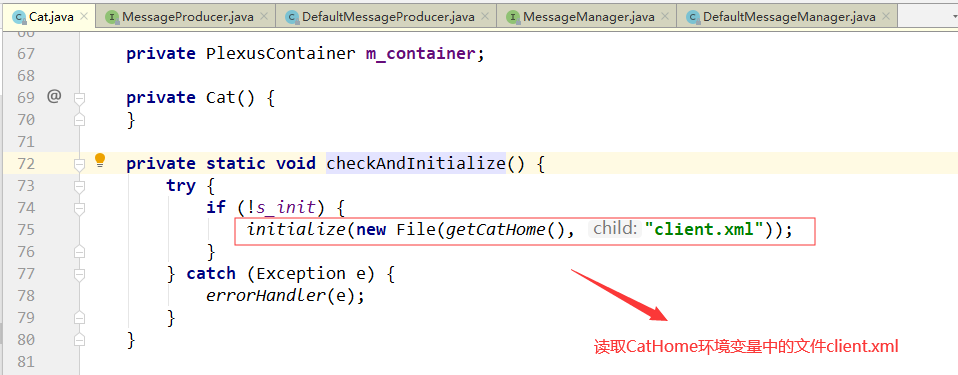 Cat.java × MessageProducer.java × DefaultMessageProducer.java × MessageManager.java × DefaultMessageManager.java ×
67 private PlexusContainer m_container;
68
69 @ private Cat() {
70 }
71
72 private static void checkAndInitialize() {
73 try {
74 if (!s_init) {
75 initialize(new File(getCatHome(), child: "client.xml"));
76 }
77 } catch (Exception e) {
78 errorHandler(e);
79 }
80 }
读取CatHome环境变量中的文件client.xml
81